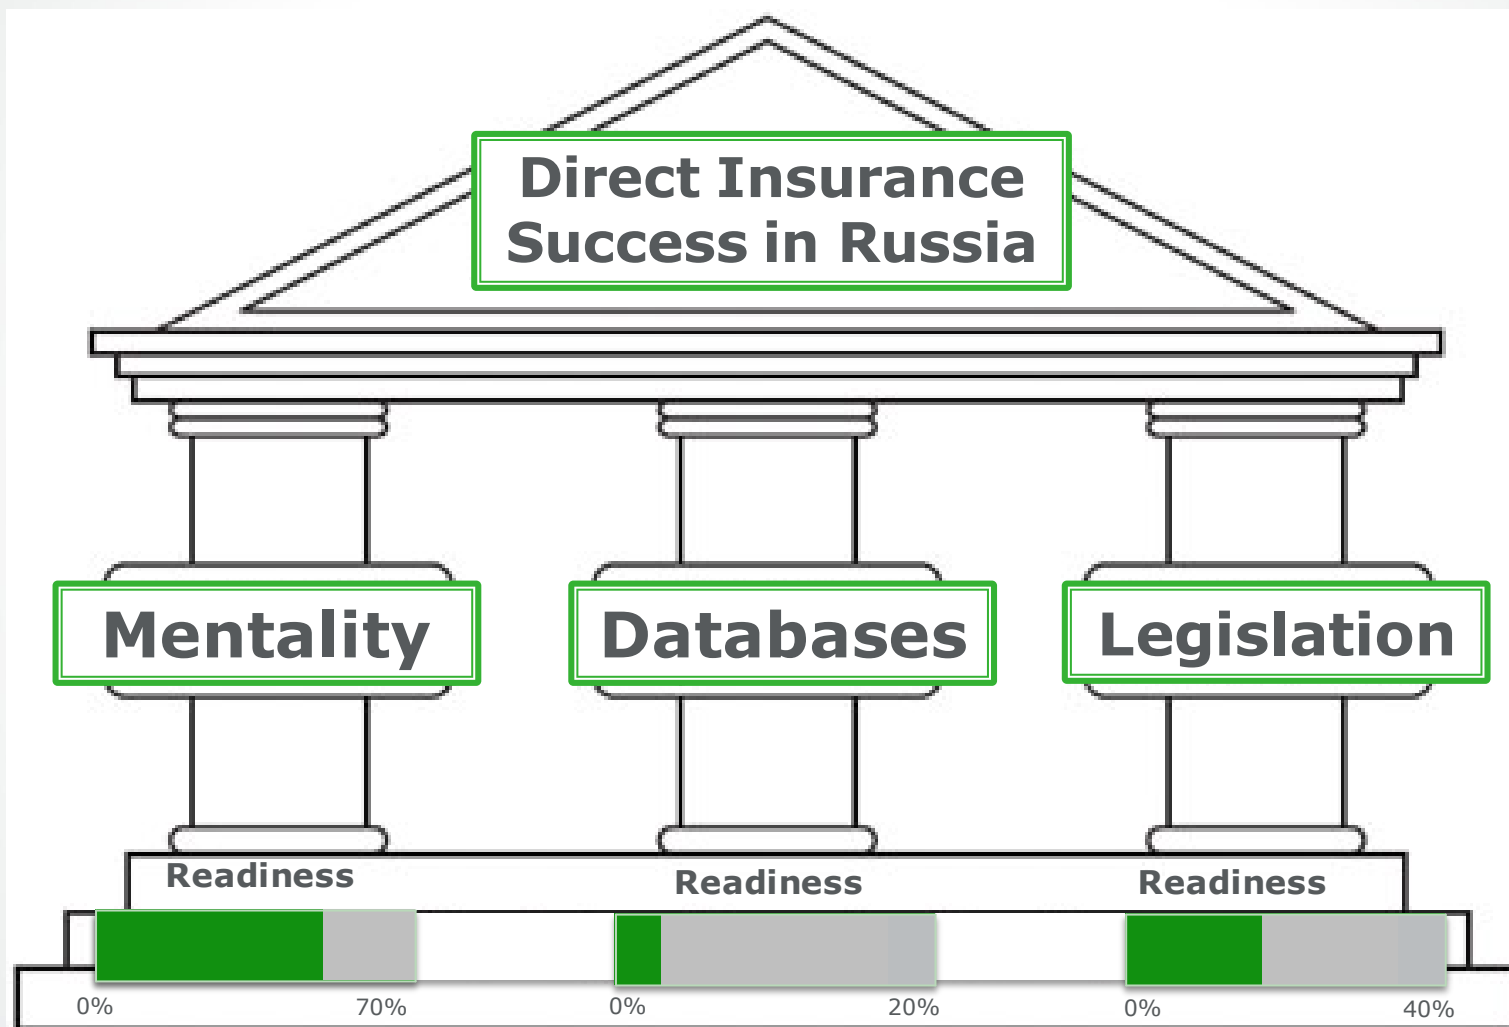 Direct Insurance
Success in Russia
Mentality
Databases
Legislation
Readiness
Readiness
Readiness
0%
70%
0%
20%
0%
40%